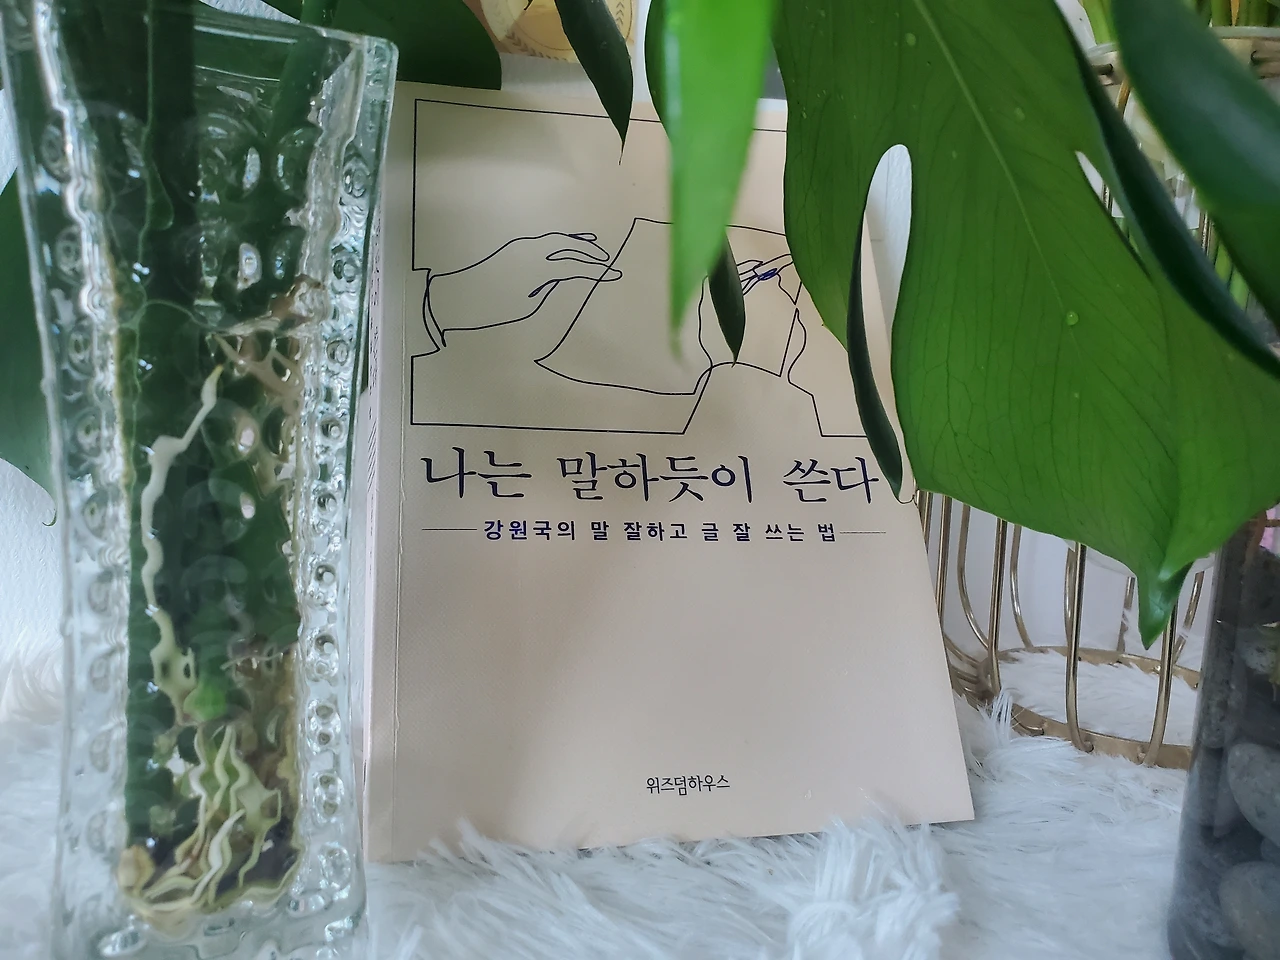 나는 말하듯이 쓴다
강원국의 말 잘하고 글 잘 쓰는 법
위즈덤하우스